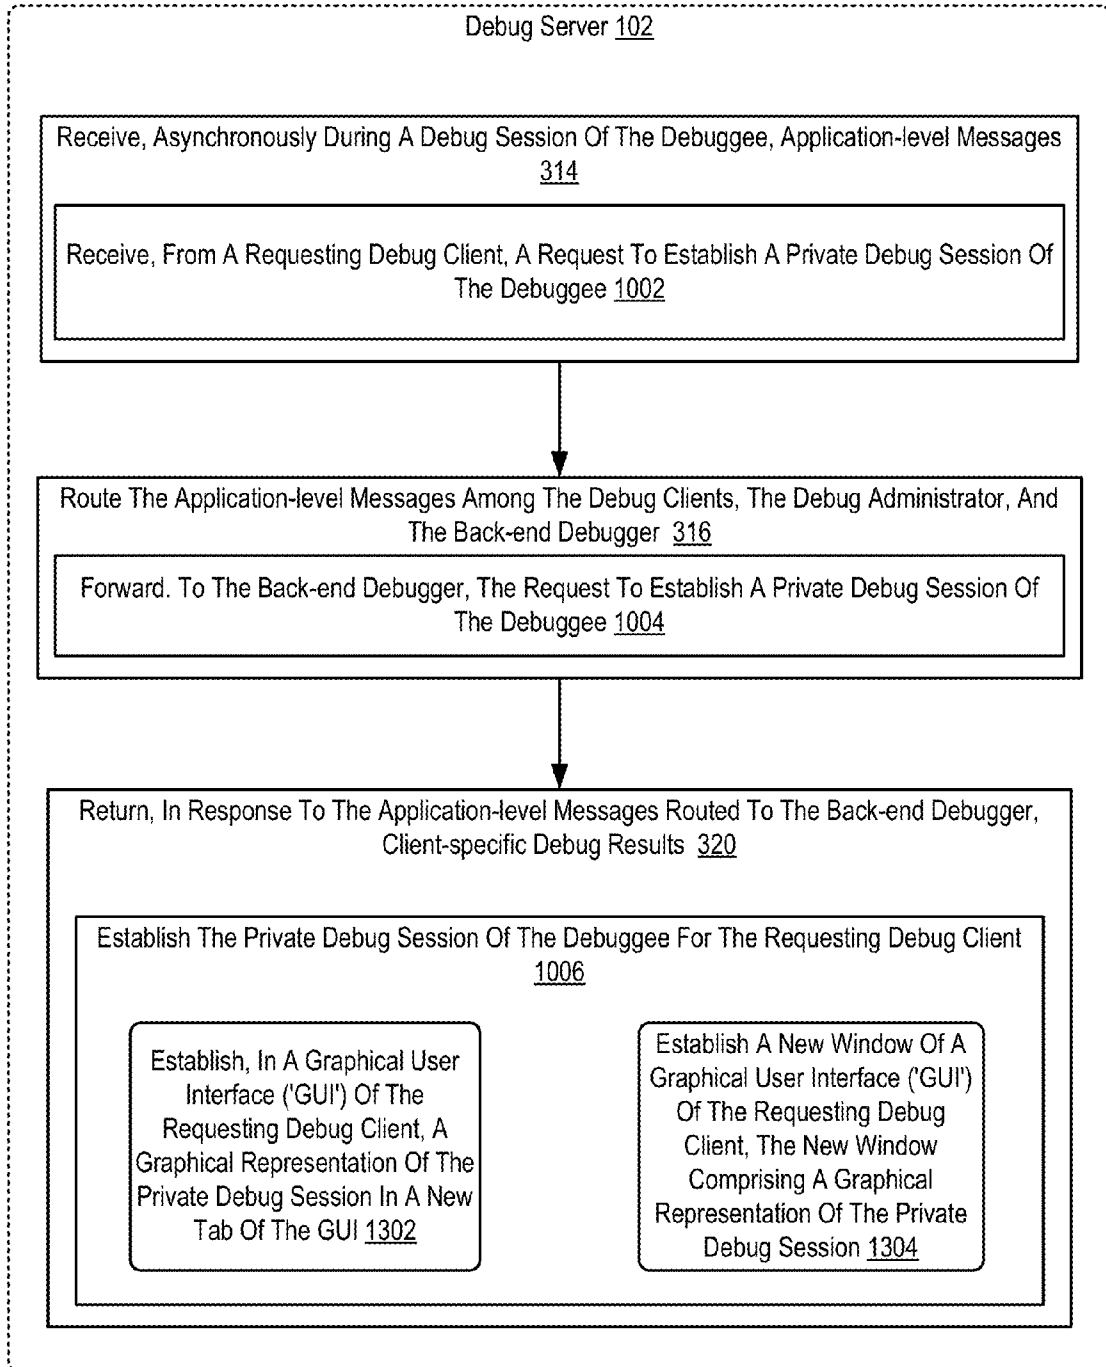 Debug Server 102
Receive, Asynchronously During A Debug Session Of The Debuggee, Application-level Messages
314
Receive, From A Requesting Debug Client, A Request To Establish A Private Debug Session Of
The Debuggee 1002
Route The Application-level Messages Among The Debug Clients, The Debug Administrator, And
The Back-end Debugger 316
Forward. To The Back-end Debugger, The Request To Establish A Private Debug Session Of
The Debuggee 1004
Return, In Response To The Application-level Messages Routed To The Back-end Debugger,
Client-specific Debug Results 320
Establish The Private Debug Session Of The Debuggee For The Requesting Debug Client
1006
Establish, In A Graphical User
Interface ('GUI') Of The
Requesting Debug Client, A
Graphical Representation Of The
Private Debug Session In A New
Tab Of The GUI 1302
Establish A New Window Of A
Graphical User Interface ('GUI')
Of The Requesting Debug
Client, The New Window
Comprising A Graphical
Representation Of The Private
Debug Session 1304